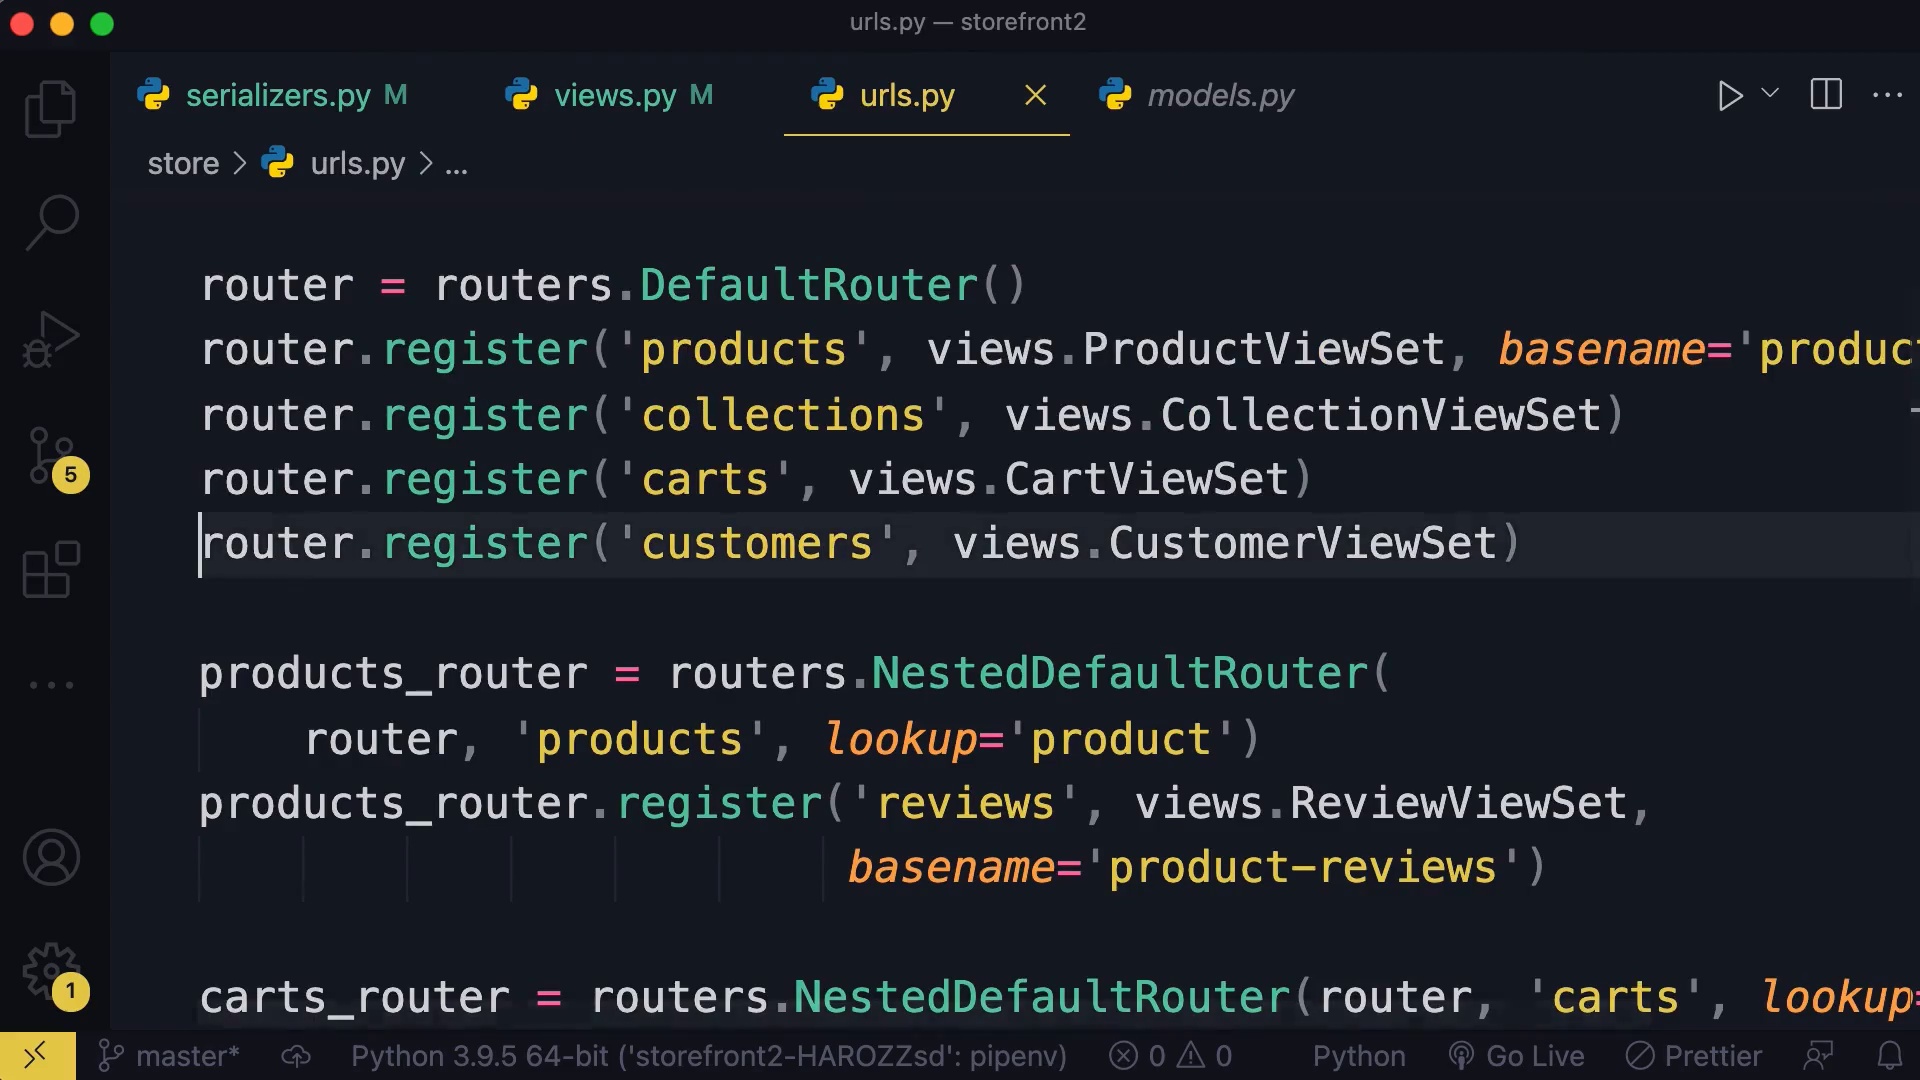 urls.py — storefront2
serializers.py M
views.py M
urls.py
models.py
store > urls.py > ...
router = routers.DefaultRouter()
router.register('products', views.ProductViewSet, basename='product
router.register('collections', views.CollectionViewSet)
router.register('carts', views.CartViewSet)
router.register('customers', views.CustomerViewSet)
products_router = routers.NestedDefaultRouter(
router, 'products', lookup='product')
products_router.register('reviews', views.ReviewViewSet,
basename='product-reviews')
carts_router = routers.NestedDefaultRouter(router, 'carts', lookup=
5
1
master* Python 3.9.5 64-bit ('storefront2-HAROZZsd': pipenv) 0 0 Python Go Live Prettier